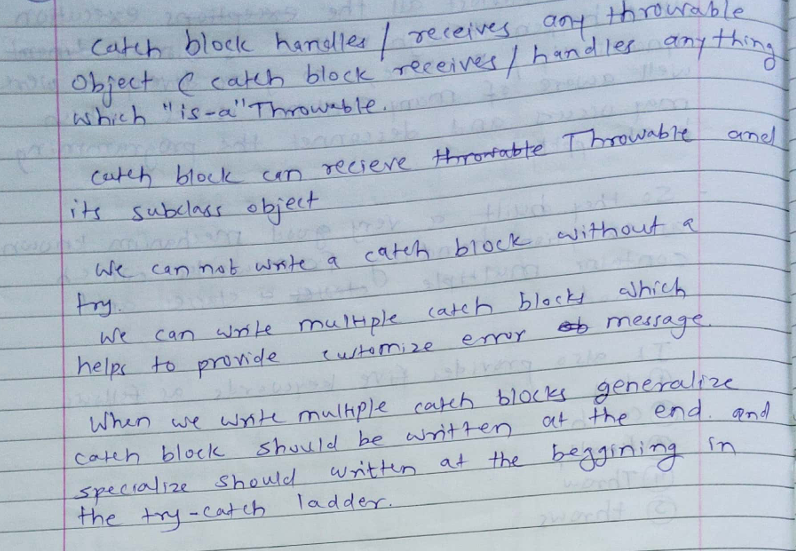 catch block handles / receives any throwable
Object ( catch block receives / handles anything
which "is-a" Throwable.
catch block can recieve throwable Throwable and
its subclass object
We can not write a catch block without a
try.
We can write multiple catch blocks which
helps to provide customize error message.
When we write multiple catch blocks generalize
catch block should be written at the end. and
specialize should written at the beggining in
the try-catch ladder.